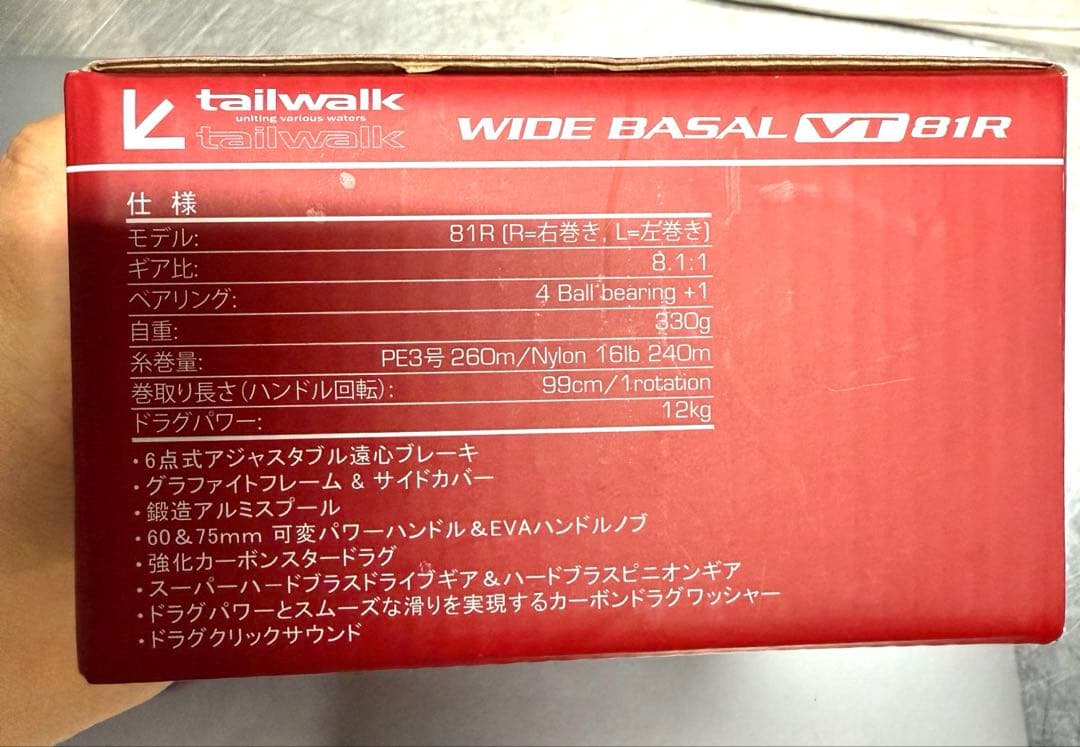 tailwalk
uniting various waters
tailwalk
WIDE BASAL VT 81R
仕 様
モデル: 81R (R=右巻き, L=左巻き)
ギア比: 8.1:1
ベアリング: 4 Ball bearing +1
自重: 330g
糸巻量: PE3号 260m/Nylon 16lb 240m
巻取り長さ(ハンドル回転): 99cm/1rotation
ドラグパワー: 12kg
・6点式アジャスタブル遠心ブレーキ
・グラファイトフレーム & サイドカバー
・鍛造アルミスプール
・60&75mm 可変パワーハンドル&EVAハンドルノブ
・強化カーボンスタードラグ
・スーパーハードブラスドライブギア&ハードブラスピニオンギア
・ドラグパワーとスムーズな滑りを実現するカーボンドラグワッシャー
・ドラグクリックサウンド